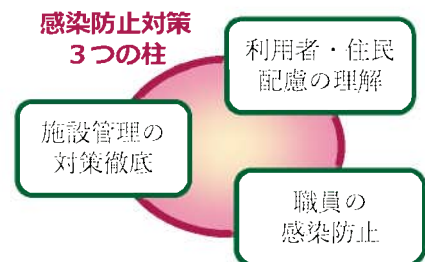 感染防止対策
３つの柱
利用者・住民
配慮の理解
施設管理の
対策徹底
職員の
感染防止